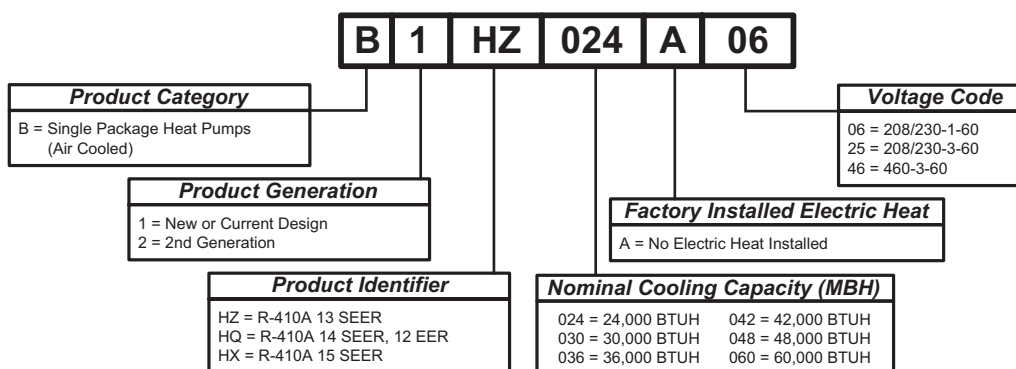 B 1 HZ 024 A 06
Product Category
B = Single Package Heat Pumps
(Air Cooled)
Voltage Code
06 = 208/230-1-60
25 = 208/230-3-60
46 = 460-3-60
Product Generation
1 = New or Current Design
2 = 2nd Generation
Factory Installed Electric Heat
A = No Electric Heat Installed
Product Identifier
HZ = R-410A 13 SEER
HQ = R-410A 14 SEER, 12 EER
HX = R-410A 15 SEER
Nominal Cooling Capacity (MBH)
024 = 24,000 BTUH 042 = 42,000 BTUH
030 = 30,000 BTUH 048 = 48,000 BTUH
036 = 36,000 BTUH 060 = 60,000 BTUH